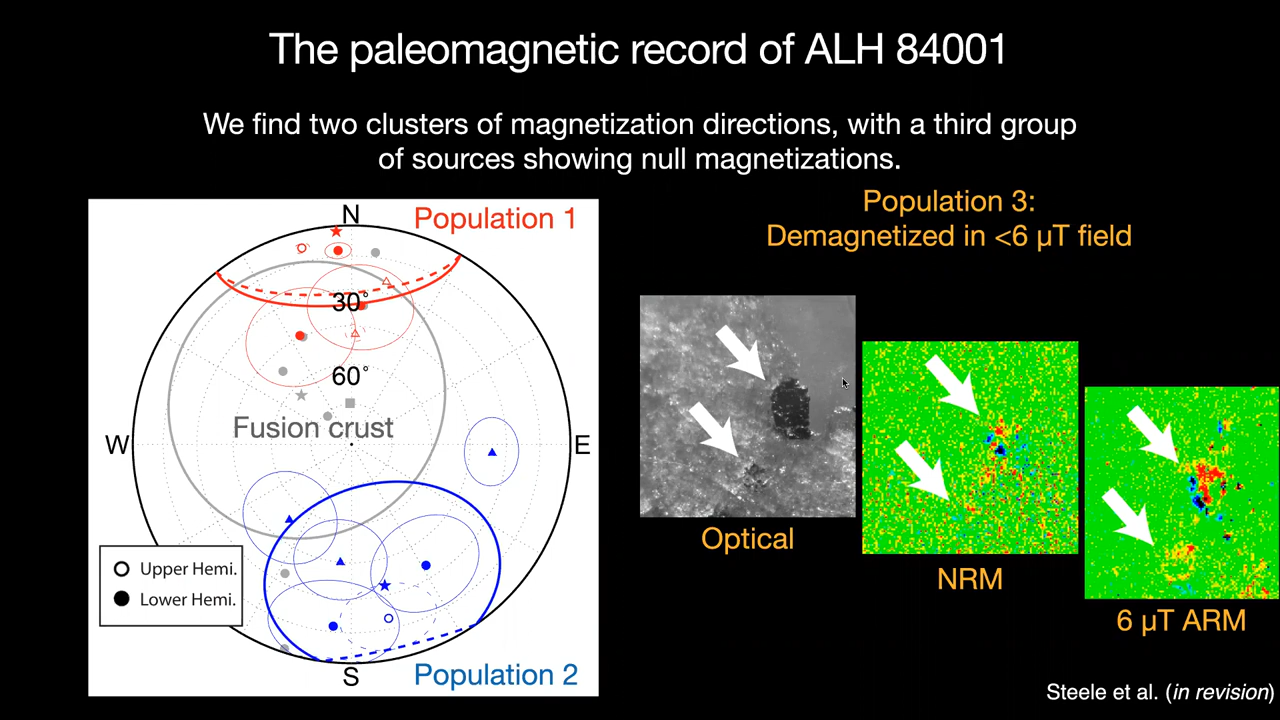 The paleomagnetic record of ALH 84001
We find two clusters of magnetization directions, with a third group
of sources showing null magnetizations.
Population 3:
Demagnetized in <6 μT field
N
Population 1
30°
60°
Fusion crust
W
E
Upper Hemi.
Lower Hemi.
S
Population 2
Optical
NRM
6 μT ARM
Steele et al. (in revision)